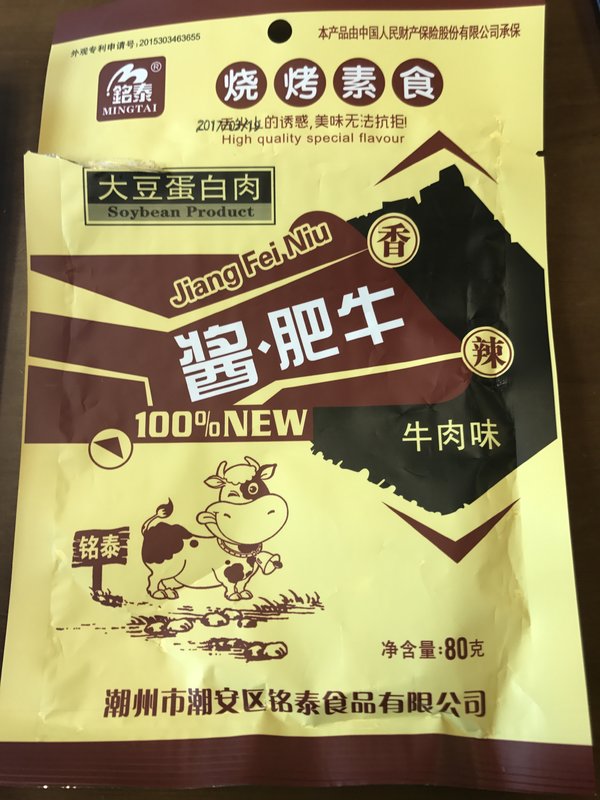 外观专利申请号:2015303463655
本产品由中国人民财产保险股份有限公司承保
銘泰®
MINGTAI
烧烤素食
的诱惑,美味无法抗拒!
High quality special flavour
大豆蛋白肉
Soybean Product
Jiang Fei Niu
香
酱·肥牛
辣
100%NEW
牛肉味
铭泰
净含量:80克
潮州市潮安区铭泰食品有限公司